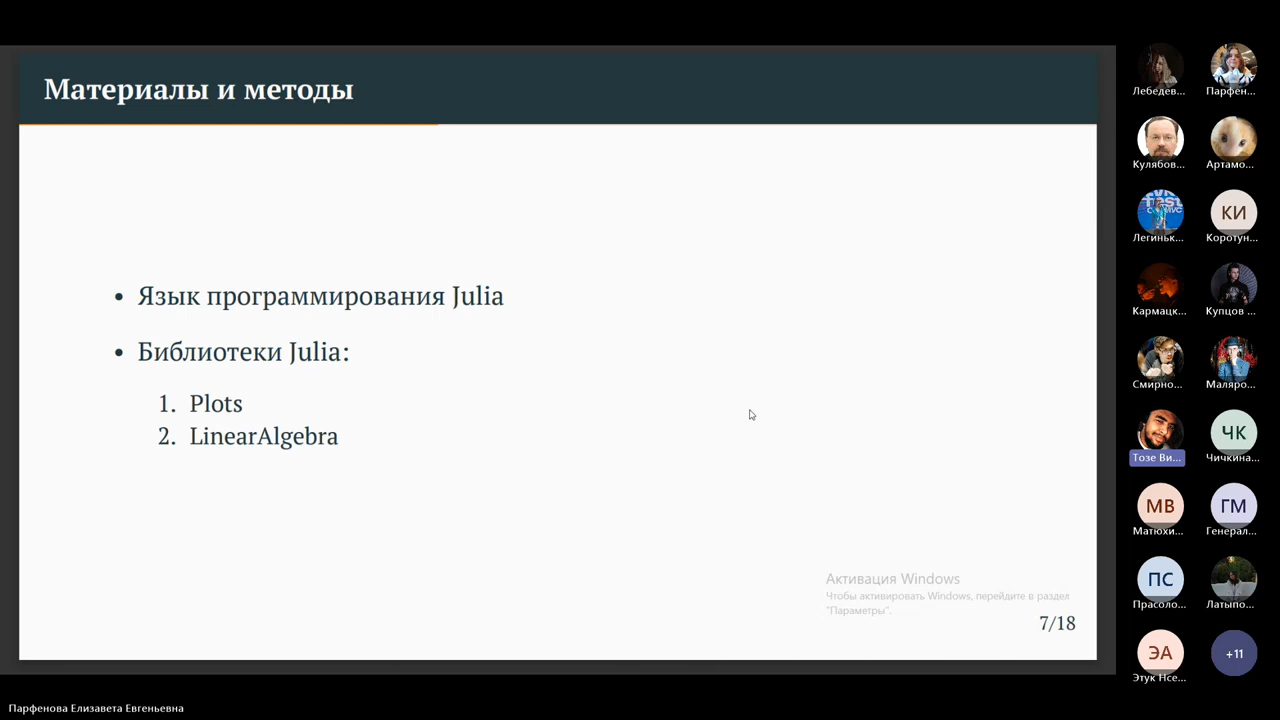 Материалы и методы
• Язык программирования Julia
• Библиотеки Julia:
1. Plots
2. LinearAlgebra
Активация Windows
Чтобы активировать Windows, перейдите в раздел
"Параметры".
7/18
Лебедев...
Парфен...
Кулябов...
Артамо...
Легиньк...
КИ
Коротун...
Кармацк...
Купцов ...
Смирно...
Маляро...
Тозе Ви...
ЧК
Чичкина...
МВ
Матюхи...
ГМ
Генерал...
ПС
Прасоло...
Латыпо...
ЭА
Этук Нсе...
+11
Парфенова Елизавета Евгеньевна